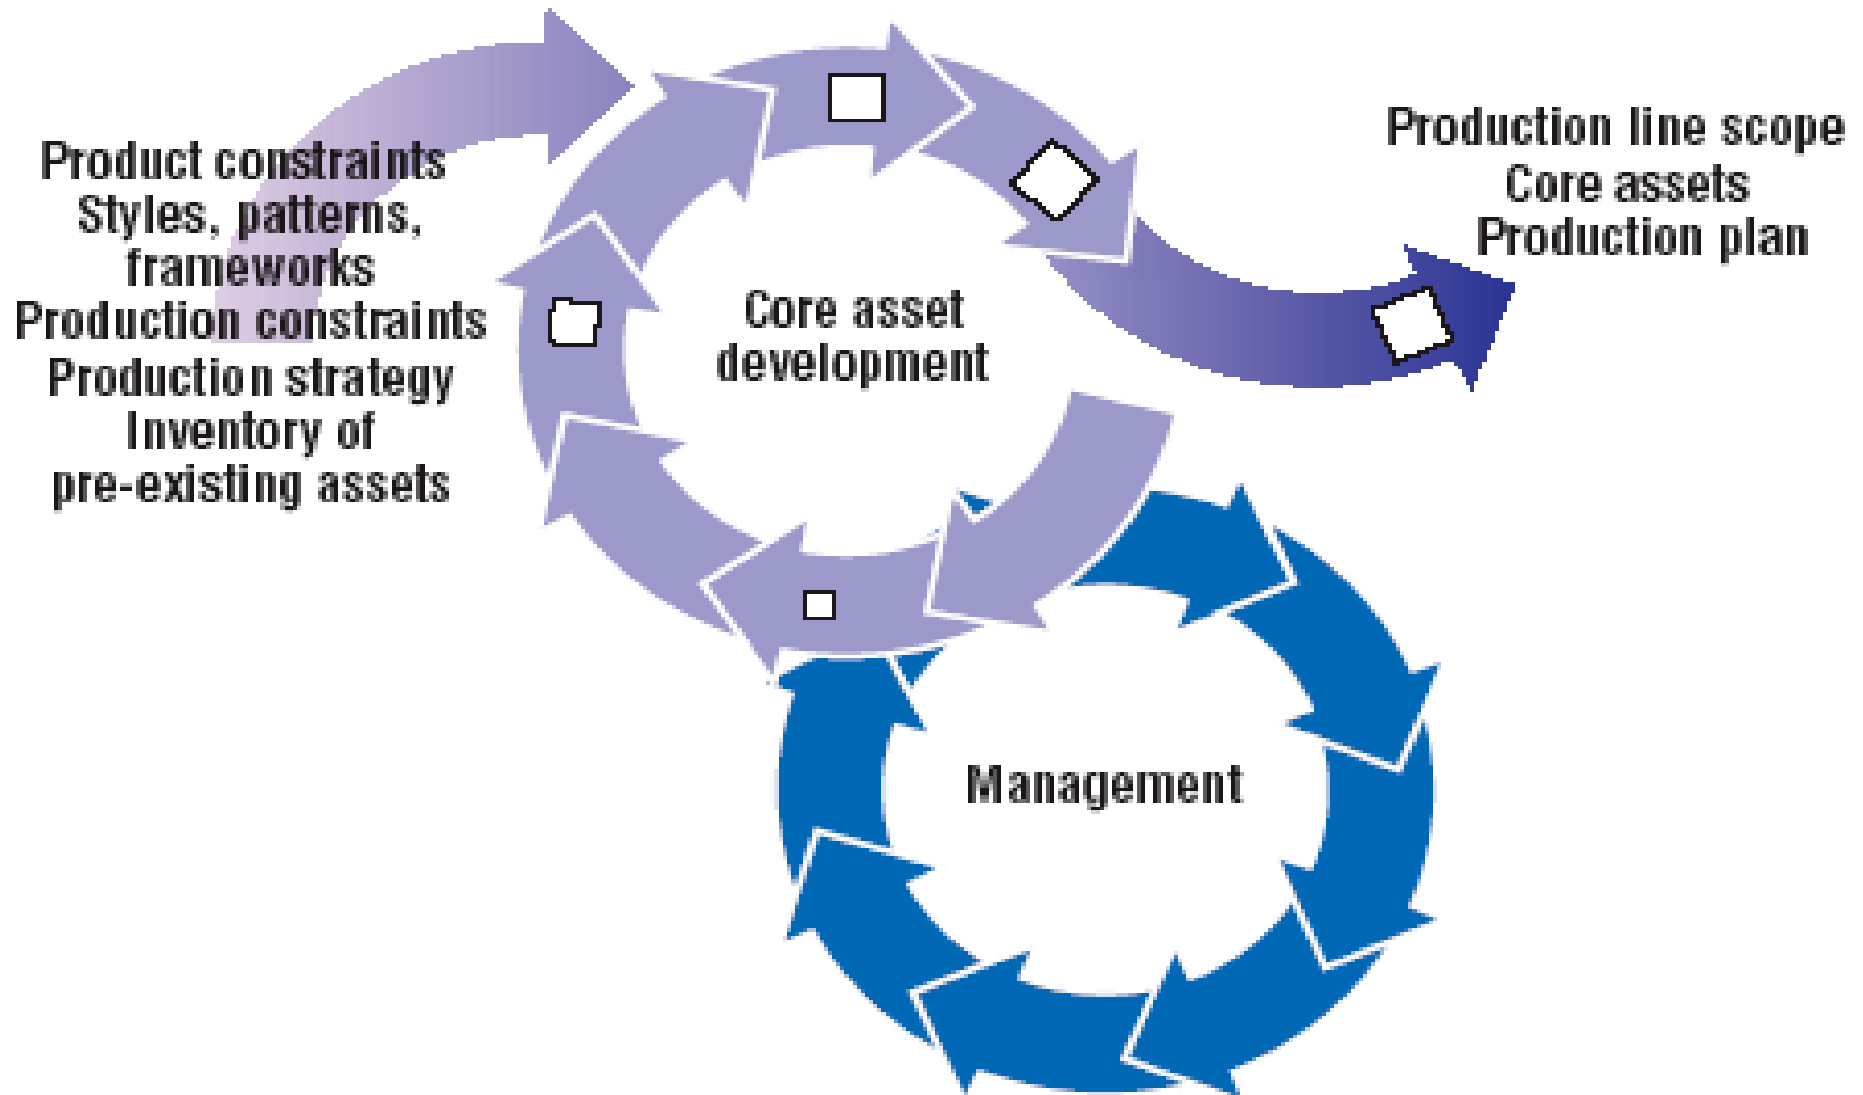 Product constraints
Styles, patterns,
frameworks
Production constraints
Production strategy
Inventory of
pre-existing assets
Core asset
development
Production line scope
Core assets
Production plan
Management